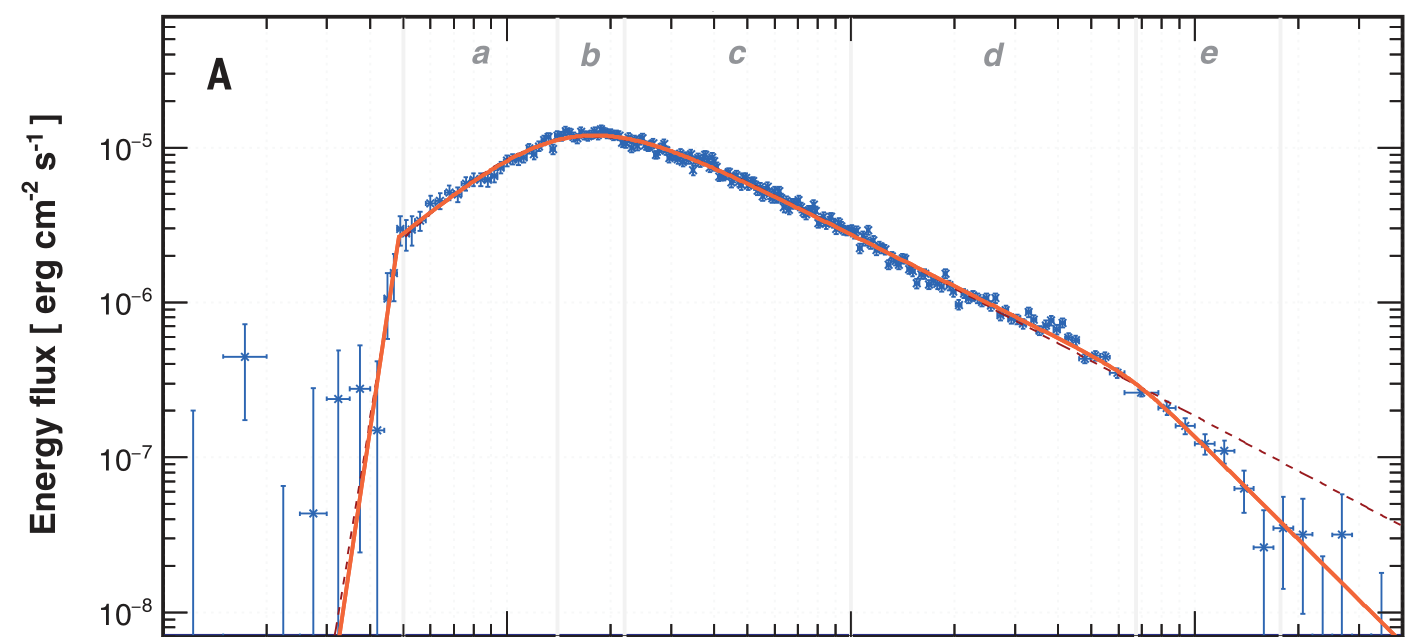 A
a b c d e
Energy flux [ erg cm-2 s-1 ]
10-5
10-6
10-7
10-8